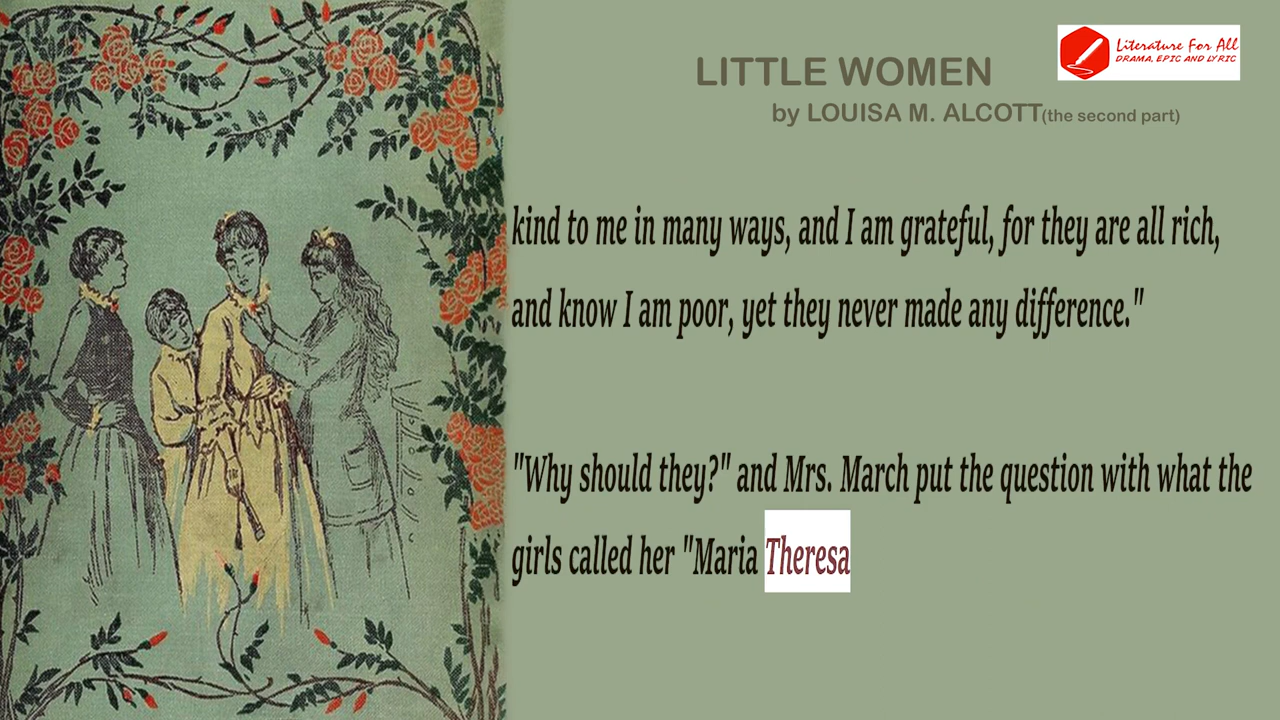 LITTLE WOMEN
by LOUISA M. ALCOTT(the second part)
Literature For All
DRAMA, EPIC AND LYRIC
kind to me in many ways, and I am grateful, for they are all rich,
and know I am poor, yet they never made any difference."
"Why should they?" and Mrs. March put the question with what the
girls called her "Maria Theresa